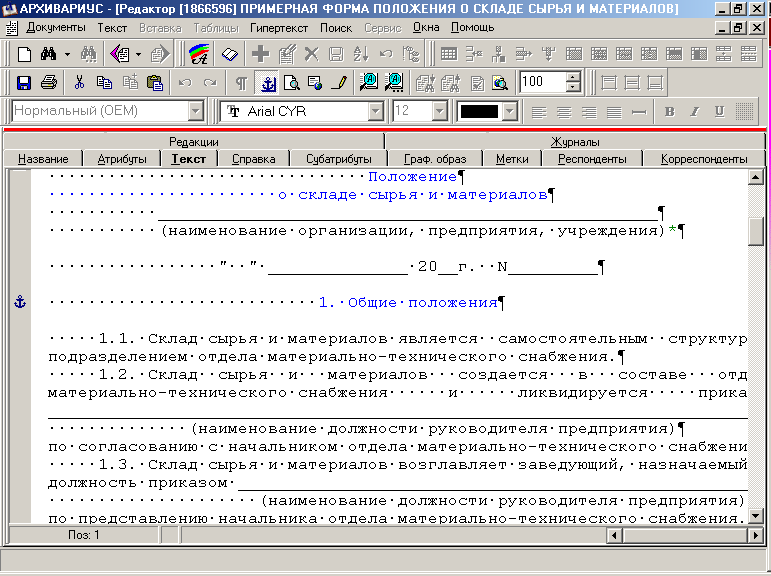 АРХИВАРИУС - [Редактор [1866596] ПРИМЕРНАЯ ФОРМА ПОЛОЖЕНИЯ О СКЛАДЕ СЫРЬЯ И МАТЕРИАЛОВ]
Документы Текст Вставка Таблицы Гипертекст Поиск Сервис Окна Помощь
100
Нормальный (OEM) Arial CYR 12 B I U
Редакции Журналы
Название Атрибуты Текст Справка Субатрибуты Граф. образ Метки Респонденты Корреспонденты
Положение¶
о·складе·сырья·и·материалов¶
__________________________________________________¶
(наименование·организации,·предприятия,·учреждения)*¶
"··"·______________·20__г.··N_________¶
1.·Общие·положения¶
·····1.1.·Склад·сырья·и·материалов·является··самостоятельным··структур
подразделением·отдела·материально-технического·снабжения.¶
·····1.2.·Склад··сырья··и···материалов···создается···в···составе···отд
материально-технического·снабжения······и······ликвидируется·····прика
______________________________________________________________________
(наименование·должности·руководителя·предприятия)¶
по·согласованию·с·начальником·отдела·материально-технического·снабжени
·····1.3.·Склад·сырья·и·материалов·возглавляет·заведующий,·назначаемый
должность·приказом·___________________________________________________
(наименование·должности·руководителя·предприятия)
по·представлению·начальника·отдела·материально-технического·снабжения.
Поз: 1